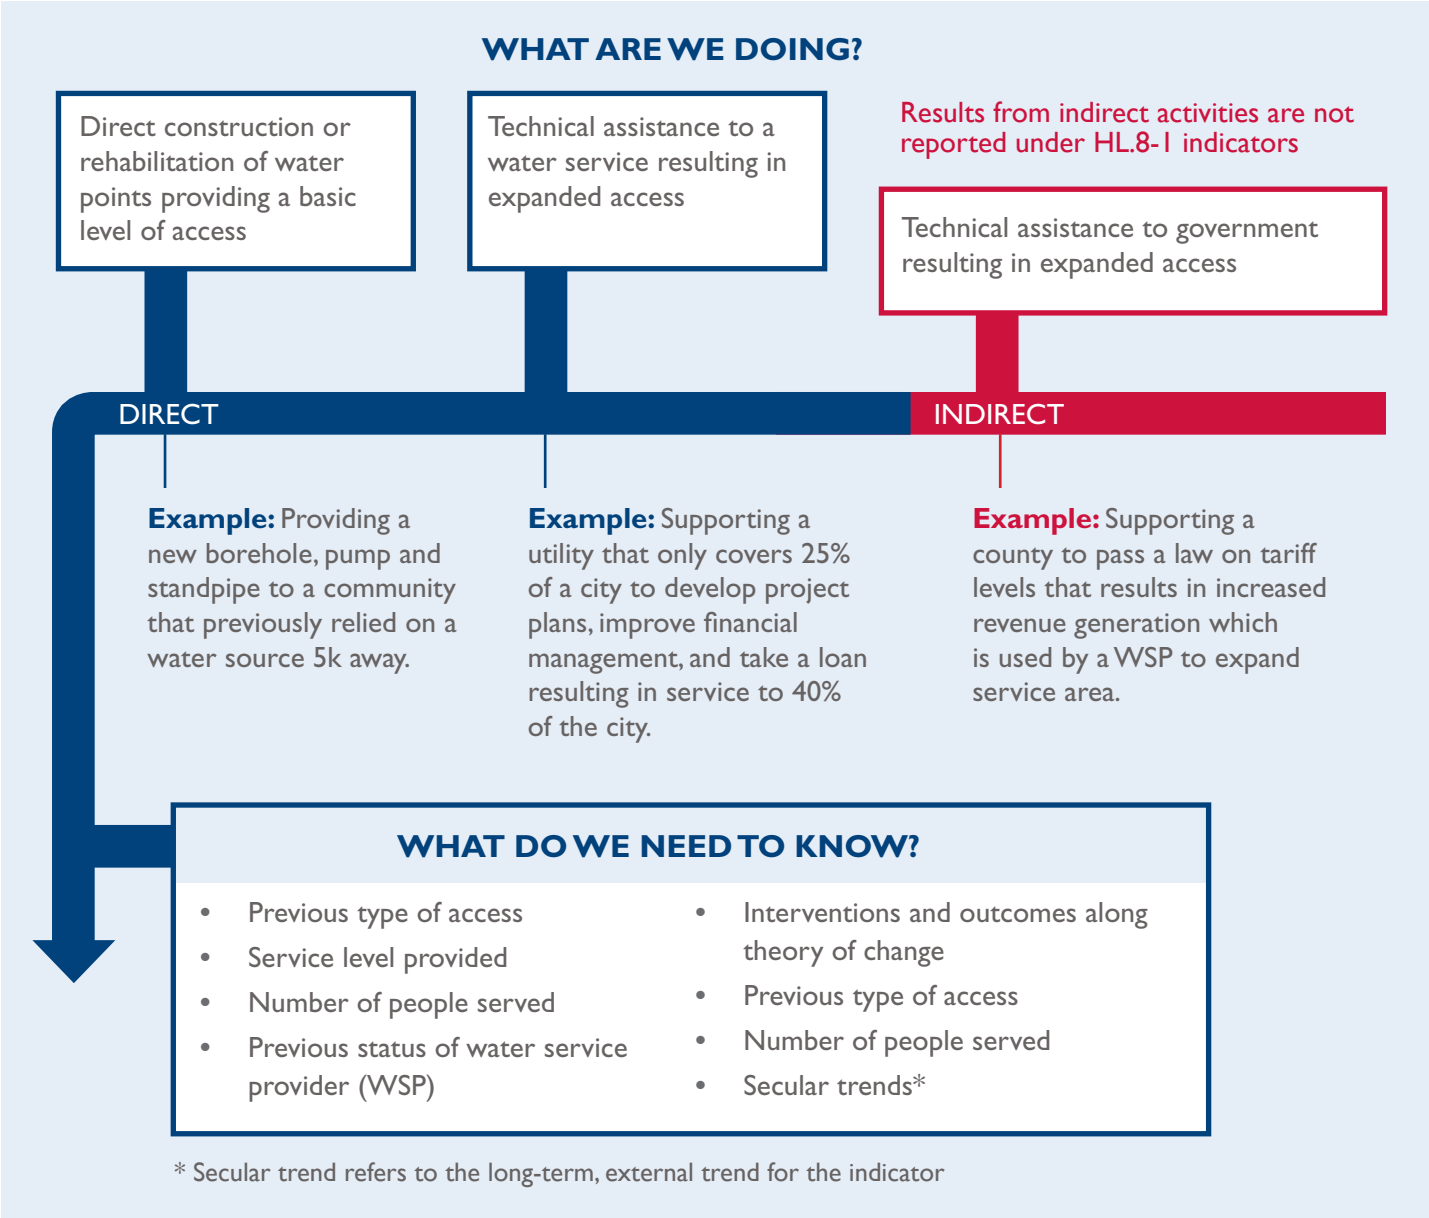 WHAT ARE WE DOING?
Direct construction or
rehabilitation of water
points providing a basic
level of access
Technical assistance to a
water service resulting in
expanded access
Results from indirect activities are not
reported under HL.8-1 indicators
Technical assistance to government
resulting in expanded access
DIRECT
INDIRECT
Example: Providing a
new borehole, pump and
standpipe to a community
that previously relied on a
water source 5k away.
Example: Supporting a
utility that only covers 25%
of a city to develop project
plans, improve financial
management, and take a loan
resulting in service to 40%
of the city.
Example: Supporting a
county to pass a law on tariff
levels that results in increased
revenue generation which
is used by a WSP to expand
service area.
WHAT DO WE NEED TO KNOW?
• Previous type of access
• Service level provided
• Number of people served
• Previous status of water service
provider (WSP)
• Interventions and outcomes along
theory of change
• Previous type of access
• Number of people served
• Secular trends*
* Secular trend refers to the long-term, external trend for the indicator